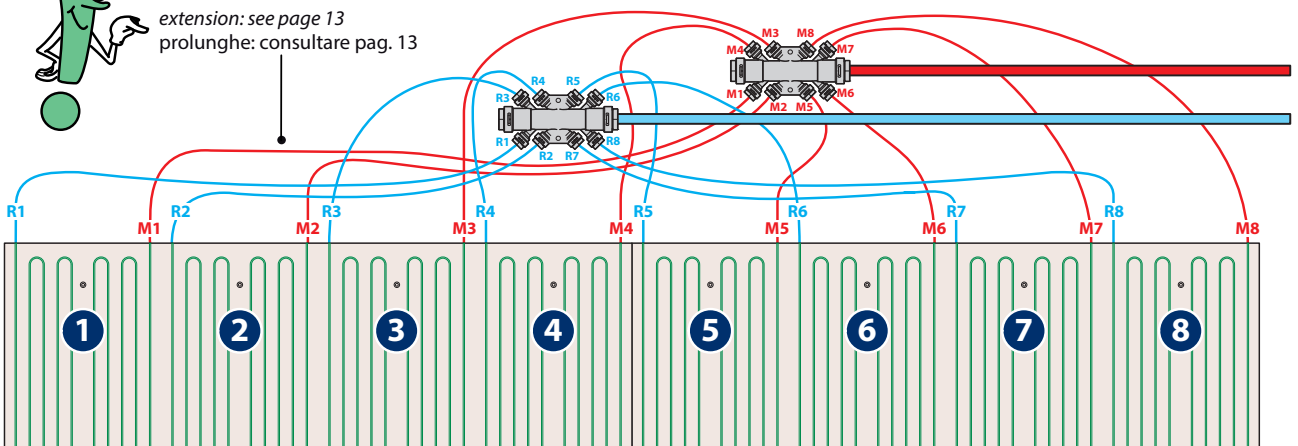 extension: see page 13
prolunghe: consultare pag. 13
M3 M8
M4 M7
M1 M6
M2 M5
R4 R5
R3 R6
R1 R8
R2 R7
R1 M1 R2 M2 R3 M3 R4 M4 R5 M5 R6 M6 R7 M7 R8 M8
1 2 3 4 5 6 7 8